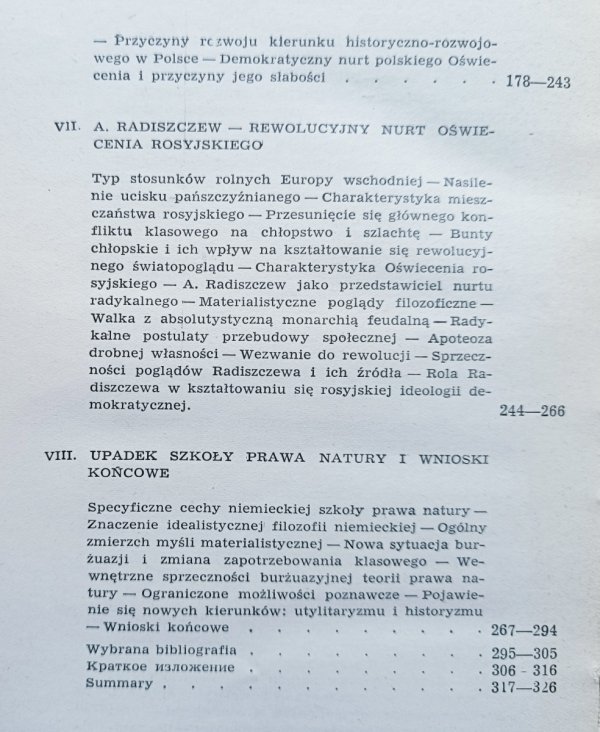 — Przyczyny rozwoju kierunku historyczno-rozwojo-
wego w Polsce — Demokratyczny nurt polskiego Oświe-
cenia i przyczyny jego słabości . . . . . 178—243
VII. A. RADISZCZEW — REWOLUCYJNY NURT OŚWIE-
CENIA ROSYJSKIEGO
Typ stosunków rolnych Europy wschodniej — Nasile-
nie ucisku pańszczyźnianego — Charakterystyka miesz-
czaństwa rosyjskiego — Przesunięcie się głównego kon-
fliktu klasowego na chłopstwo i szlachtę — Bunty
chłopskie i ich wpływ na kształtowanie się rewolucyj-
nego światopoglądu — Charakterystyka Oświecenia ro-
syjskiego — A. Radiszczew jako przedstawiciel nurtu
radykalnego — Materialistyczne poglądy filozoficzne —
Walka z absolutystyczną monarchią feudalną — Rady-
kalne postulaty przebudowy społecznej — Apoteoza
drobnej własności — Wezwanie do rewolucji — Sprzecz-
ności poglądów Radiszczewa i ich źródła — Rola Ra-
diszczewa w kształtowaniu się rosyjskiej ideologii de-
mokratycznej. 244—266
VIII. UPADEK SZKOŁY PRAWA NATURY I WNIOSKI
KOŃCOWE
Specyficzne cechy niemieckiej szkoły prawa natury —
Znaczenie idealistycznej filozofii niemieckiej — Ogólny
zmierzch myśli materialistycznej — Nowa sytuacja bur-
żuazji i zmiana zapotrzebowania klasowego — We-
wnętrzne sprzeczności burżuazyjnej teorii prawa na-
tury — Ograniczone możliwości poznawcze — Pojawie-
nie się nowych kierunków: utylitaryzmu i historyzmu
— Wnioski końcowe . . . . . . . . . 267—294
Wybrana bibliografia . . . . . . . . . 295—305
Краткое изложение . . . . . . . . . 306 - 316
Summary . . . . . . . . . . . . 317—326